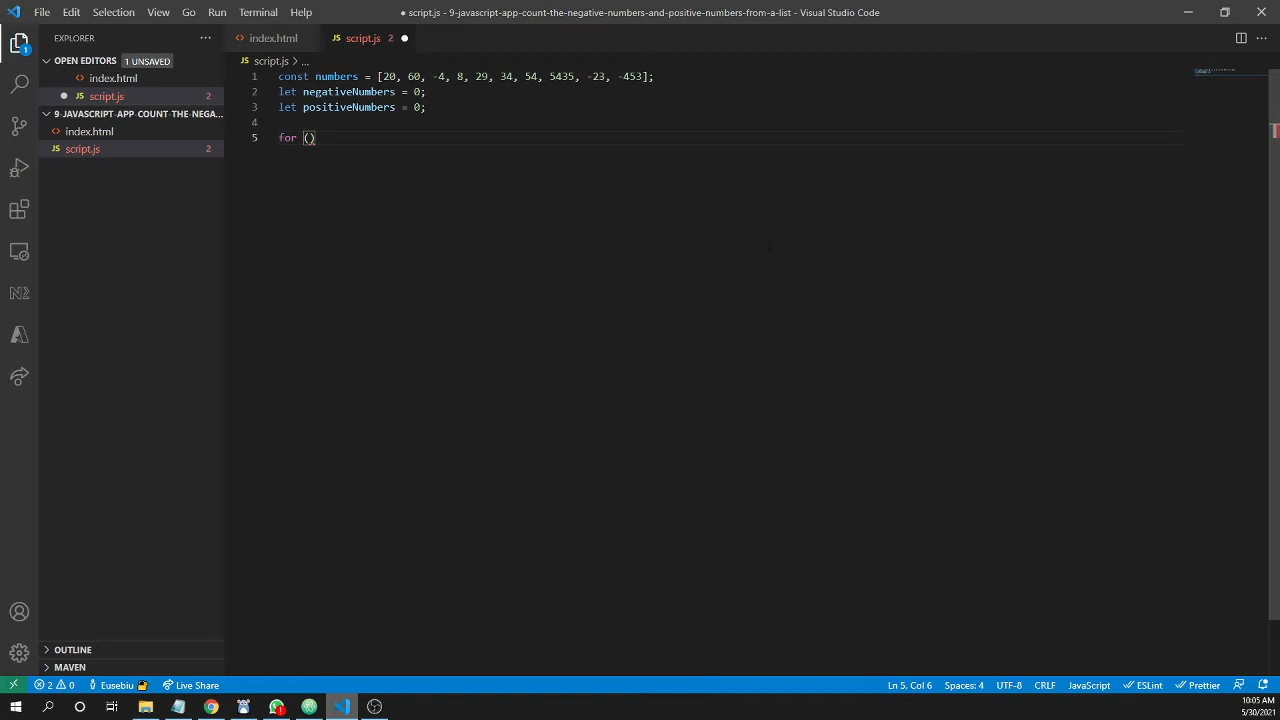 File Edit Selection View Go Run Terminal Help
● script.js - 9-javascript-app-count-the-negative-numbers-and-positive-numbers-from-a-list - Visual Studio Code
EXPLORER ...
index.html
JS script.js 2 ●
OPEN EDITORS 1 UNSAVED
index.html
● JS script.js 2
9-JAVASCRIPT-APP-COUNT-THE-NEGA...
index.html
JS script.js 2
JS script.js > ...
1 const numbers = [20, 60, -4, 8, 29, 34, 54, 5435, -23, -453];
2 let negativeNumbers = 0;
3 let positiveNumbers = 0;
4
5 for ()
OUTLINE
MAVEN
2 0 Eusebiu Live Share Ln 5, Col 6 Spaces: 4 UTF-8 CRLF JavaScript ESLint Prettier
10:05 AM
5/30/2021